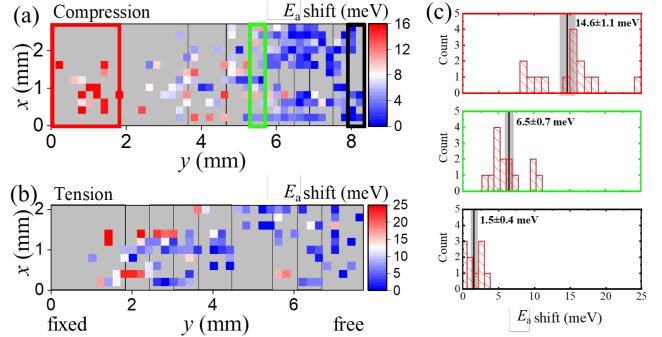 (a) Compression Eₐ shift (meV)
16
12
8
4
0
x (mm)
2
1
0
0 2 4 6 8
y (mm)
(b) Tension Eₐ shift (meV)
25
20
15
10
5
0
x (mm)
2
1
0
0 2 4 6
fixed y (mm) free
(c)
Count
5
4
3
2
1
0
14.6±1.1 meV
Count
5
4
3
2
1
0
6.5±0.7 meV
Count
5
4
3
2
1
0
1.5±0.4 meV
0 5 10 15 20 25
Eₐ shift (meV)